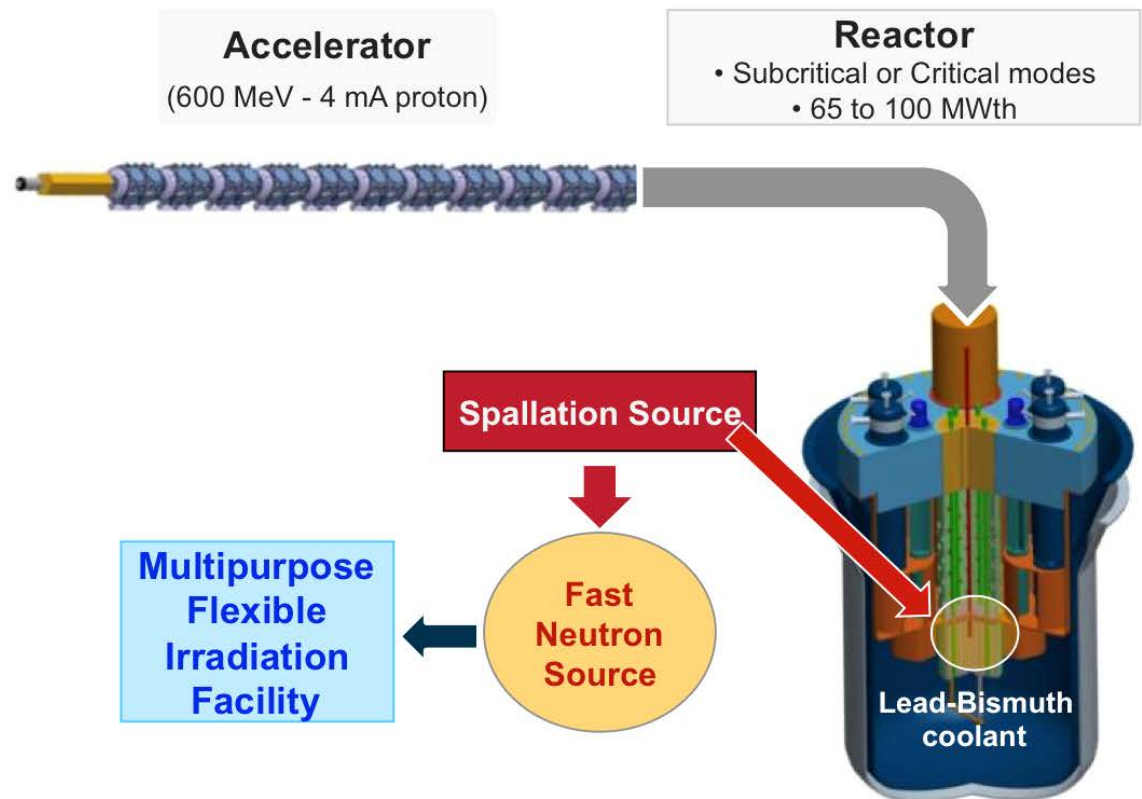 Accelerator
(600 MeV - 4 mA proton)
Reactor
• Subcritical or Critical modes
• 65 to 100 MWth
Spallation Source
Multipurpose
Flexible
Irradiation
Facility
Fast
Neutron
Source
Lead-Bismuth
coolant